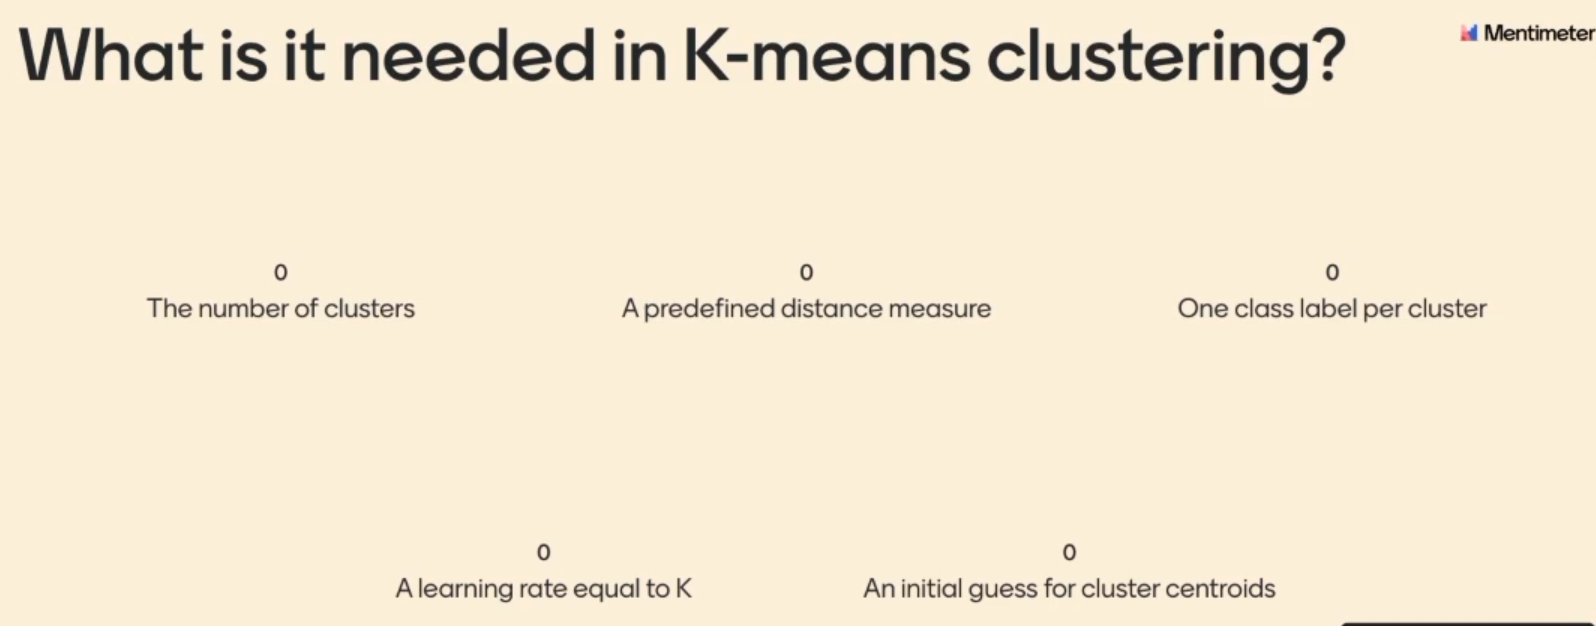 What is it needed in K-means clustering?
Mentimeter
0
The number of clusters
0
A predefined distance measure
0
One class label per cluster
0
A learning rate equal to K
0
An initial guess for cluster centroids